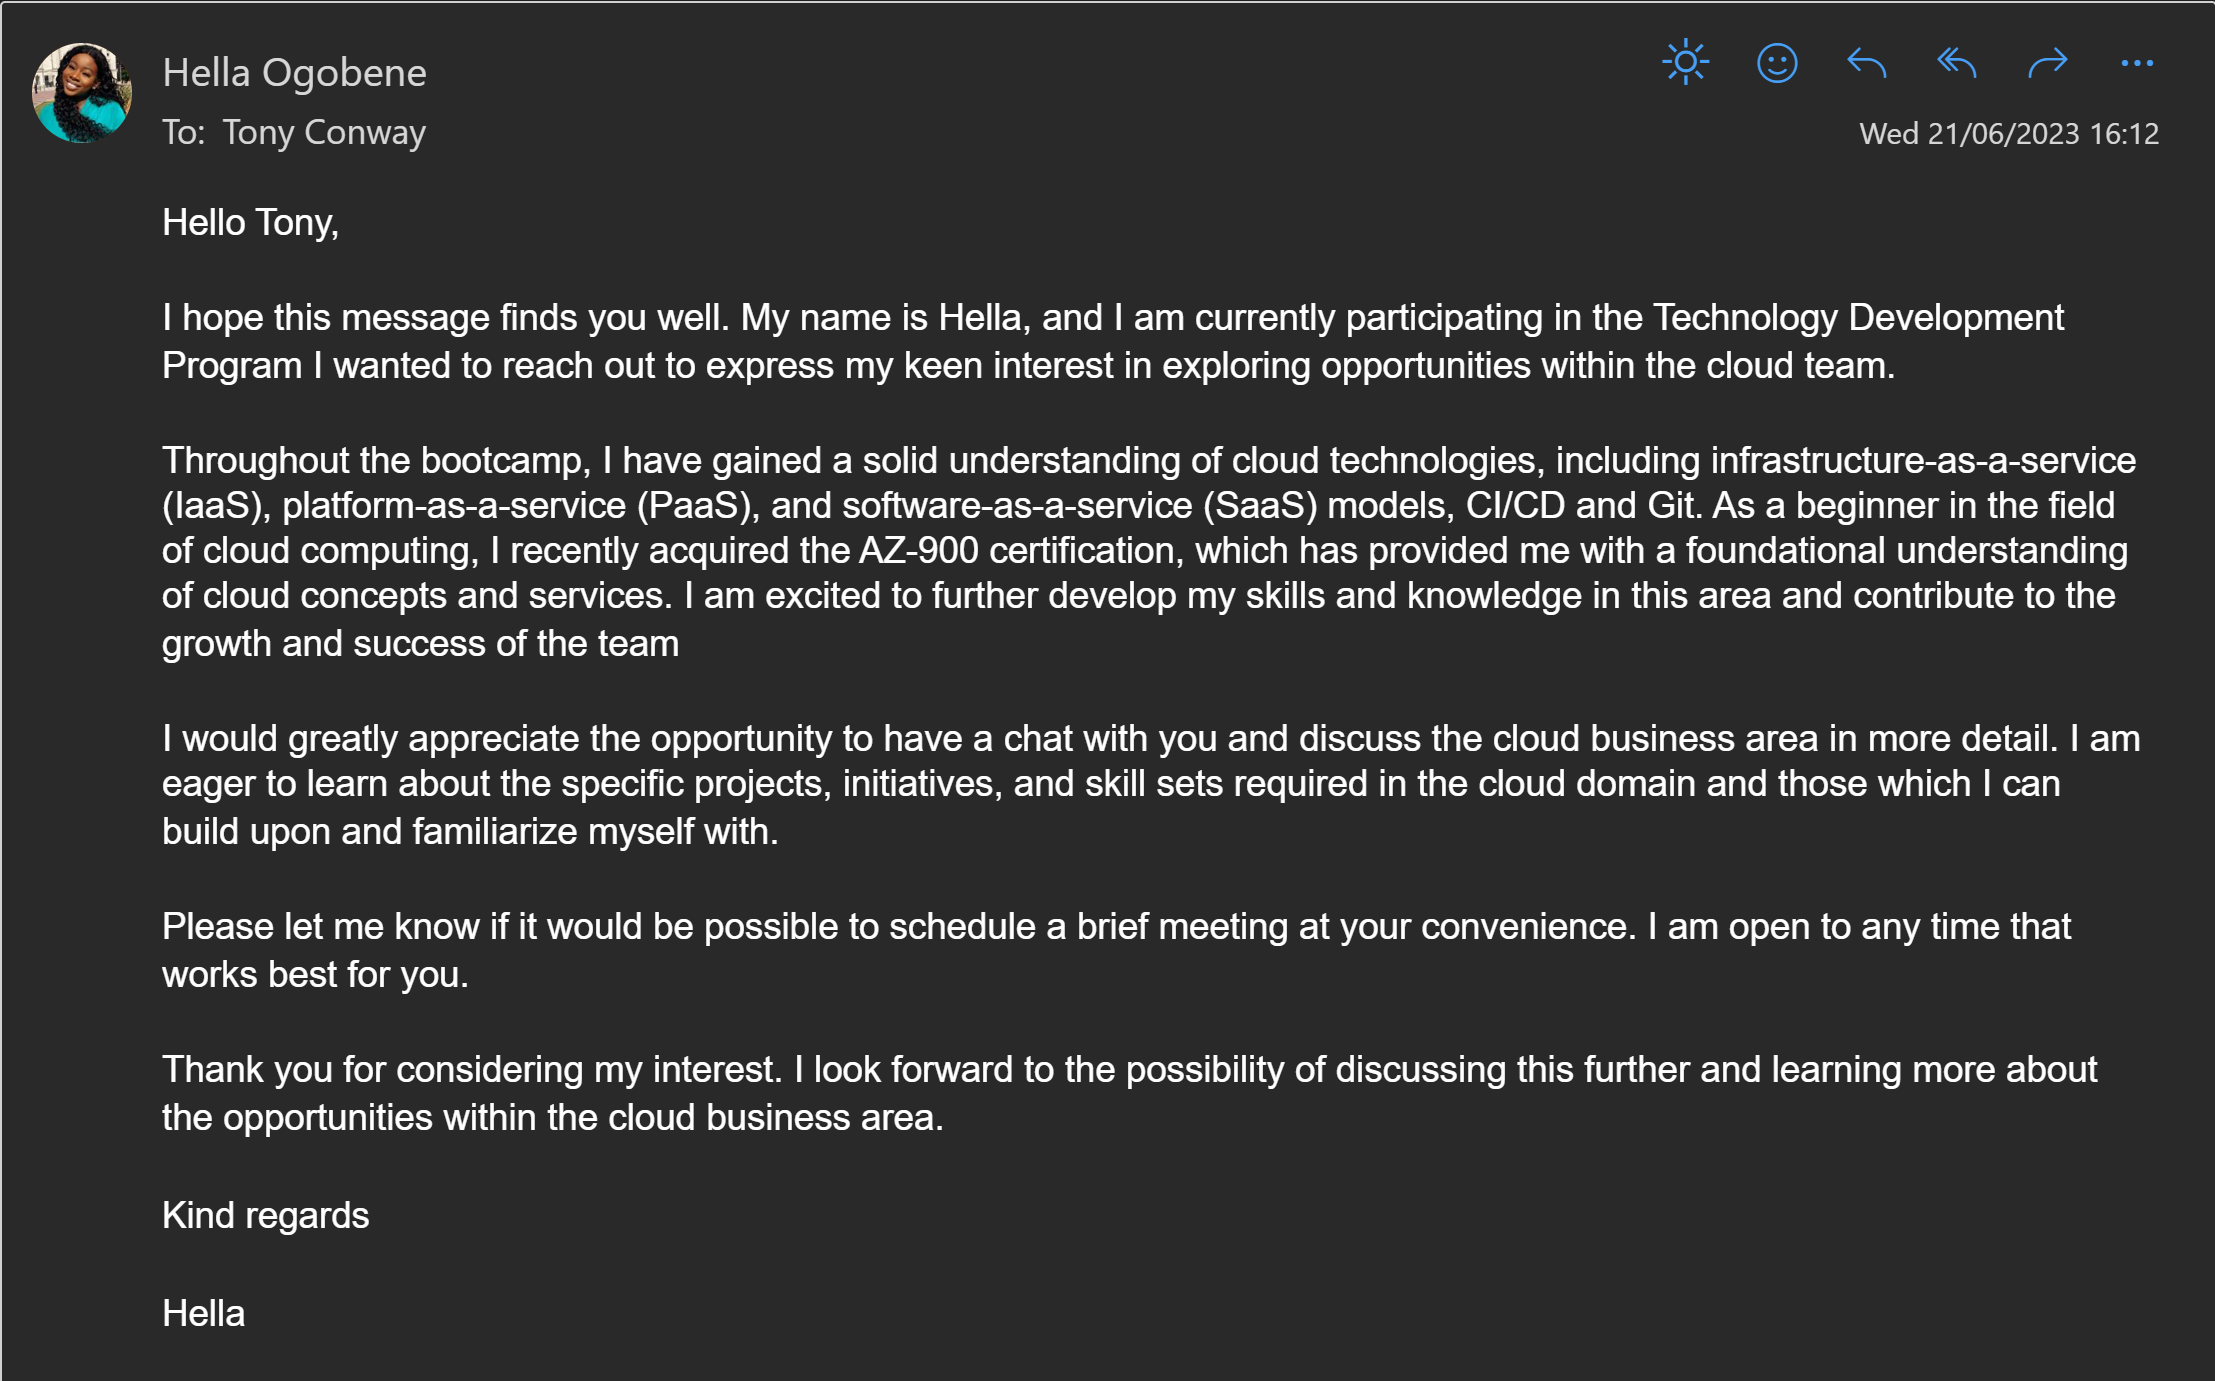 Hella Ogobene
To: Tony Conway
Wed 21/06/2023 16:12
Hello Tony,
I hope this message finds you well. My name is Hella, and I am currently participating in the Technology Development
Program I wanted to reach out to express my keen interest in exploring opportunities within the cloud team.
Throughout the bootcamp, I have gained a solid understanding of cloud technologies, including infrastructure-as-a-service
(IaaS), platform-as-a-service (PaaS), and software-as-a-service (SaaS) models, CI/CD and Git. As a beginner in the field
of cloud computing, I recently acquired the AZ-900 certification, which has provided me with a foundational understanding
of cloud concepts and services. I am excited to further develop my skills and knowledge in this area and contribute to the
growth and success of the team
I would greatly appreciate the opportunity to have a chat with you and discuss the cloud business area in more detail. I am
eager to learn about the specific projects, initiatives, and skill sets required in the cloud domain and those which I can
build upon and familiarize myself with.
Please let me know if it would be possible to schedule a brief meeting at your convenience. I am open to any time that
works best for you.
Thank you for considering my interest. I look forward to the possibility of discussing this further and learning more about
the opportunities within the cloud business area.
Kind regards
Hella